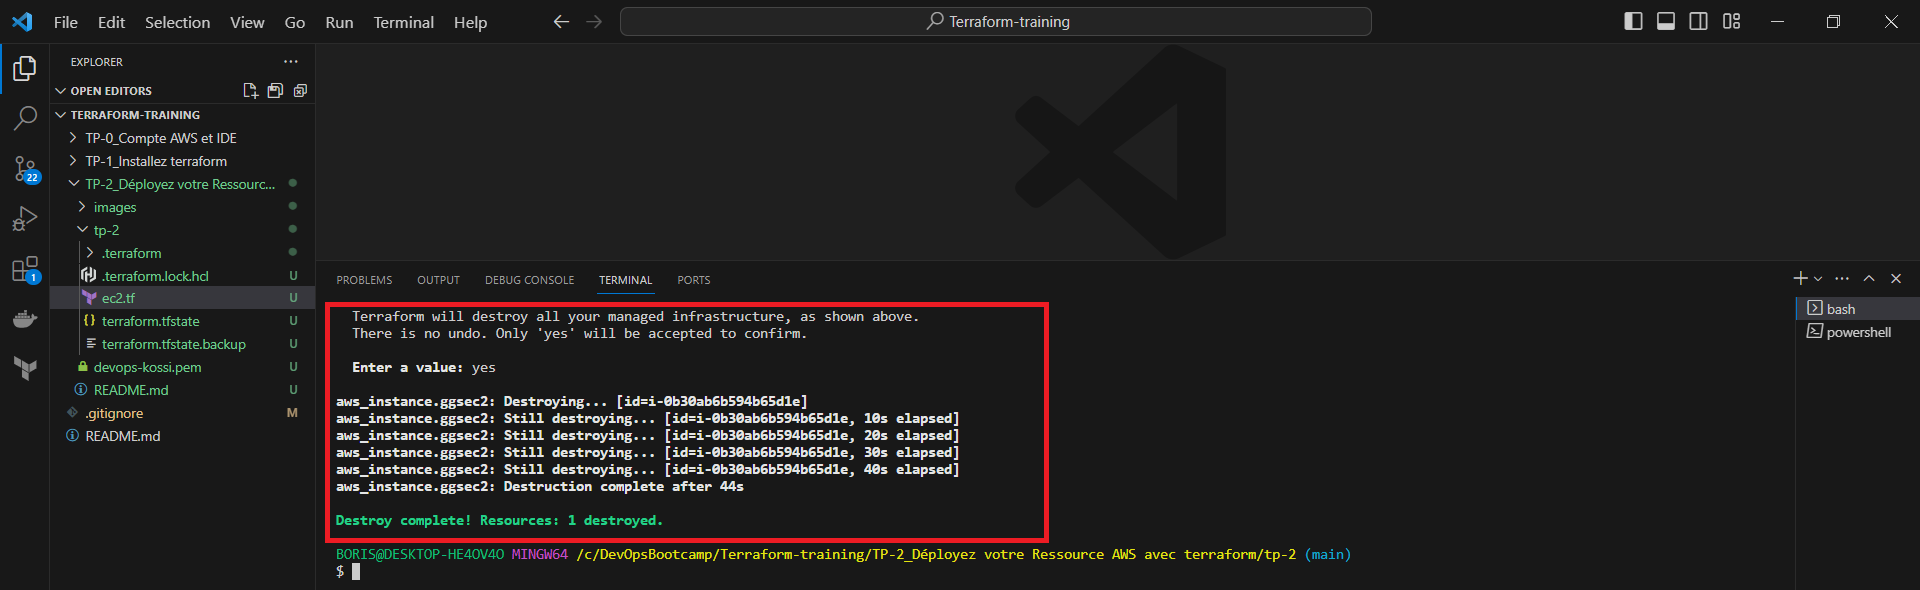 File Edit Selection View Go Run Terminal Help
Terraform-training
EXPLORER
OPEN EDITORS
TERRAFORM-TRAINING
TP-0_Compte AWS et IDE
TP-1_Installez terraform
TP-2_Déployez votre Ressourc...
images
tp-2
.terraform
.terraform.lock.hcl U
ec2.tf U
terraform.tfstate U
terraform.tfstate.backup U
devops-kossi.pem U
README.md U
.gitignore M
README.md
22
1
PROBLEMS OUTPUT DEBUG CONSOLE TERMINAL PORTS
Terraform will destroy all your managed infrastructure, as shown above.
There is no undo. Only 'yes' will be accepted to confirm.
Enter a value: yes
aws_instance.ggsec2: Destroying... [id=i-0b30ab6b594b65d1e]
aws_instance.ggsec2: Still destroying... [id=i-0b30ab6b594b65d1e, 10s elapsed]
aws_instance.ggsec2: Still destroying... [id=i-0b30ab6b594b65d1e, 20s elapsed]
aws_instance.ggsec2: Still destroying... [id=i-0b30ab6b594b65d1e, 30s elapsed]
aws_instance.ggsec2: Still destroying... [id=i-0b30ab6b594b65d1e, 40s elapsed]
aws_instance.ggsec2: Destruction complete after 44s
Destroy complete! Resources: 1 destroyed.
BORIS@DESKTOP-HE4OV4O MINGW64 /c/DevOpsBootcamp/Terraform-training/TP-2_Déployez votre Ressource AWS avec terraform/tp-2 (main)
$
bash
powershell